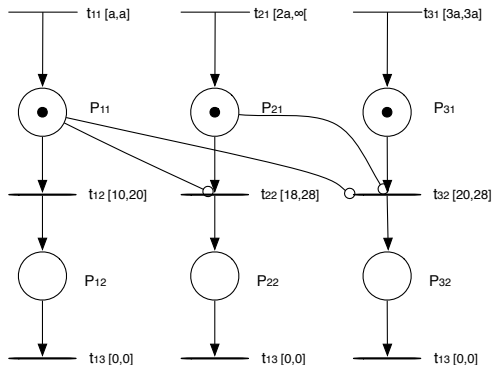 t11 [a,a] t21 [2a,∞[ t31 [3a,3a]
P11 P21 P31
t12 [10,20] t22 [18,28] t32 [20,28]
P12 P22 P32
t13 [0,0] t13 [0,0] t13 [0,0]